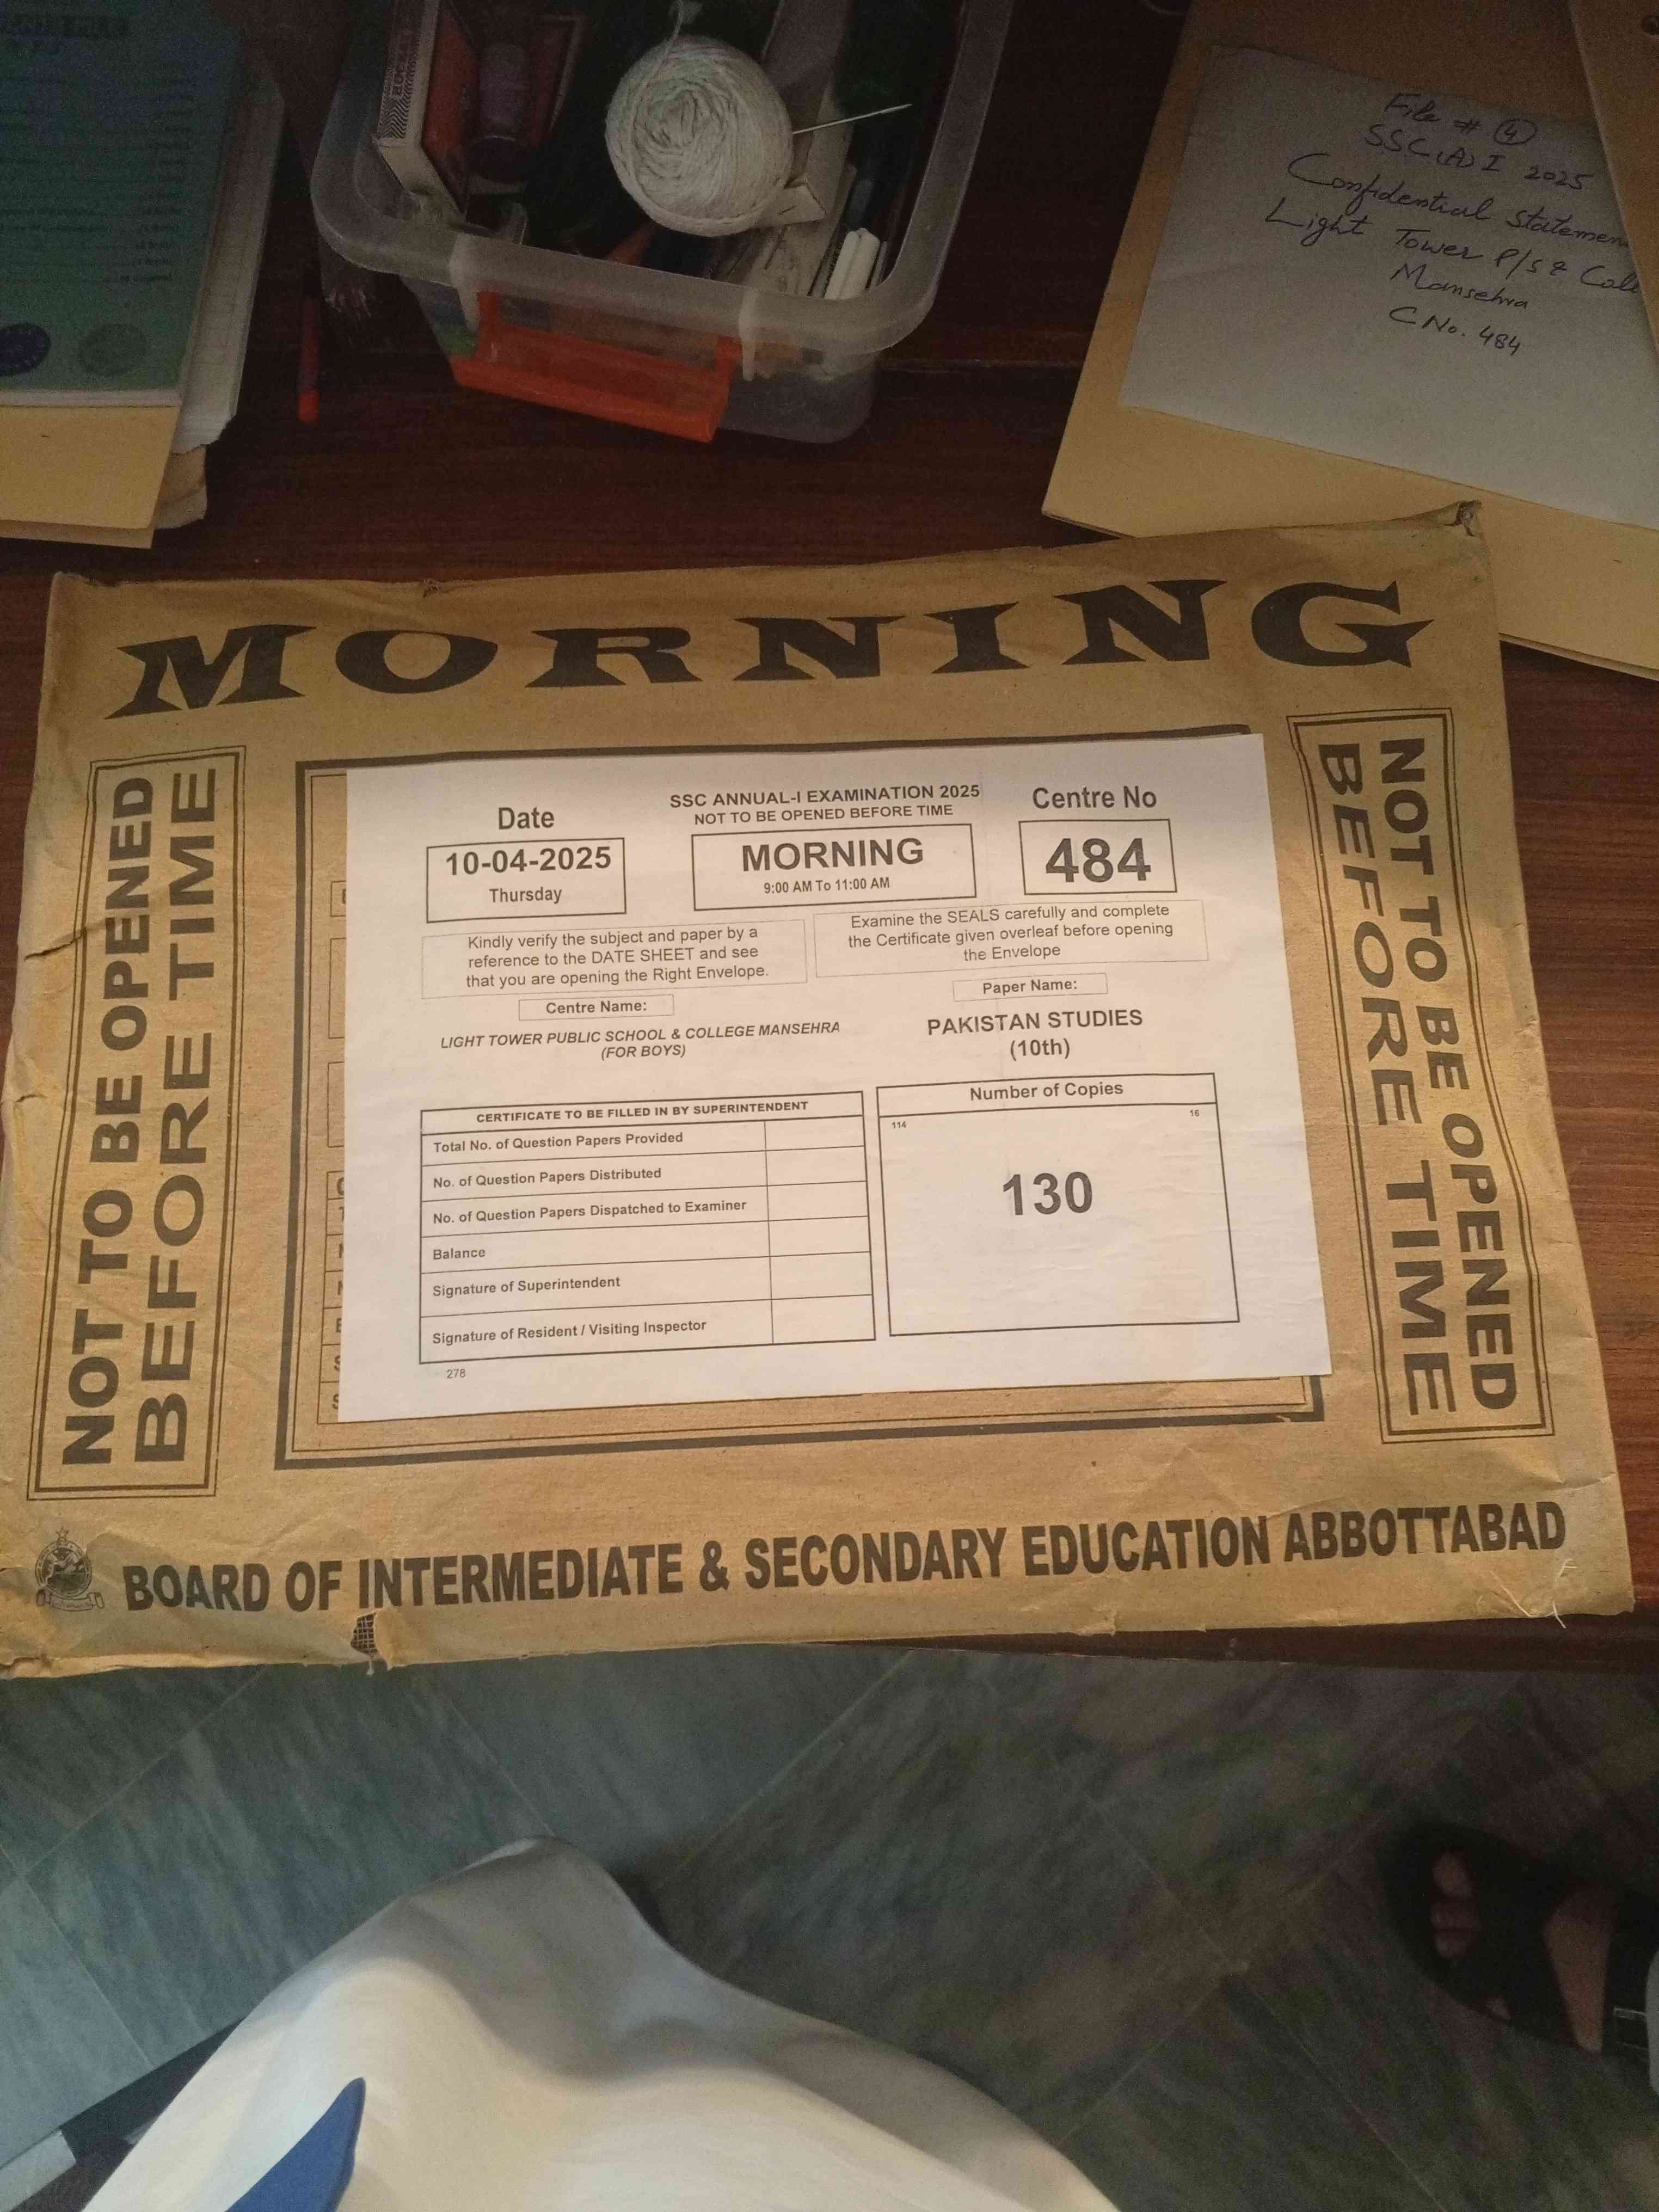 File # 4
SSC(A) I 2025
Confidential Statemen
Light Tower P/S &
Mansehra
C No. 484
MORNING
NOT TO BE OPENED
BEFORE TIME
Date
10-04-2025
Thursday
SSC ANNUAL-I EXAMINATION 2025
NOT TO BE OPENED BEFORE TIME
MORNING
9:00 AM To 11:00 AM
Centre No
484
Kindly verify the subject and paper by a
reference to the DATE SHEET and see
that you are opening the Right Envelope.
Examine the SEALS carefully and complete
the Certificate given overleaf before opening
the Envelope
Centre Name:
LIGHT TOWER PUBLIC SCHOOL & COLLEGE MANSEHRA
(FOR BOYS)
Paper Name:
PAKISTAN STUDIES
(10th)
CERTIFICATE TO BE FILLED IN BY SUPERINTENDENT
Total No. of Question Papers Provided
No. of Question Papers Distributed
No. of Question Papers Dispatched to Examiner
Balance
Signature of Superintendent
Signature of Resident / Visiting Inspector
278
Number of Copies
114
16
130
NOT TO BE OPENED
BEFORE TIME
BOARD OF INTERMEDIATE & SECONDARY EDUCATION ABBOTTABAD